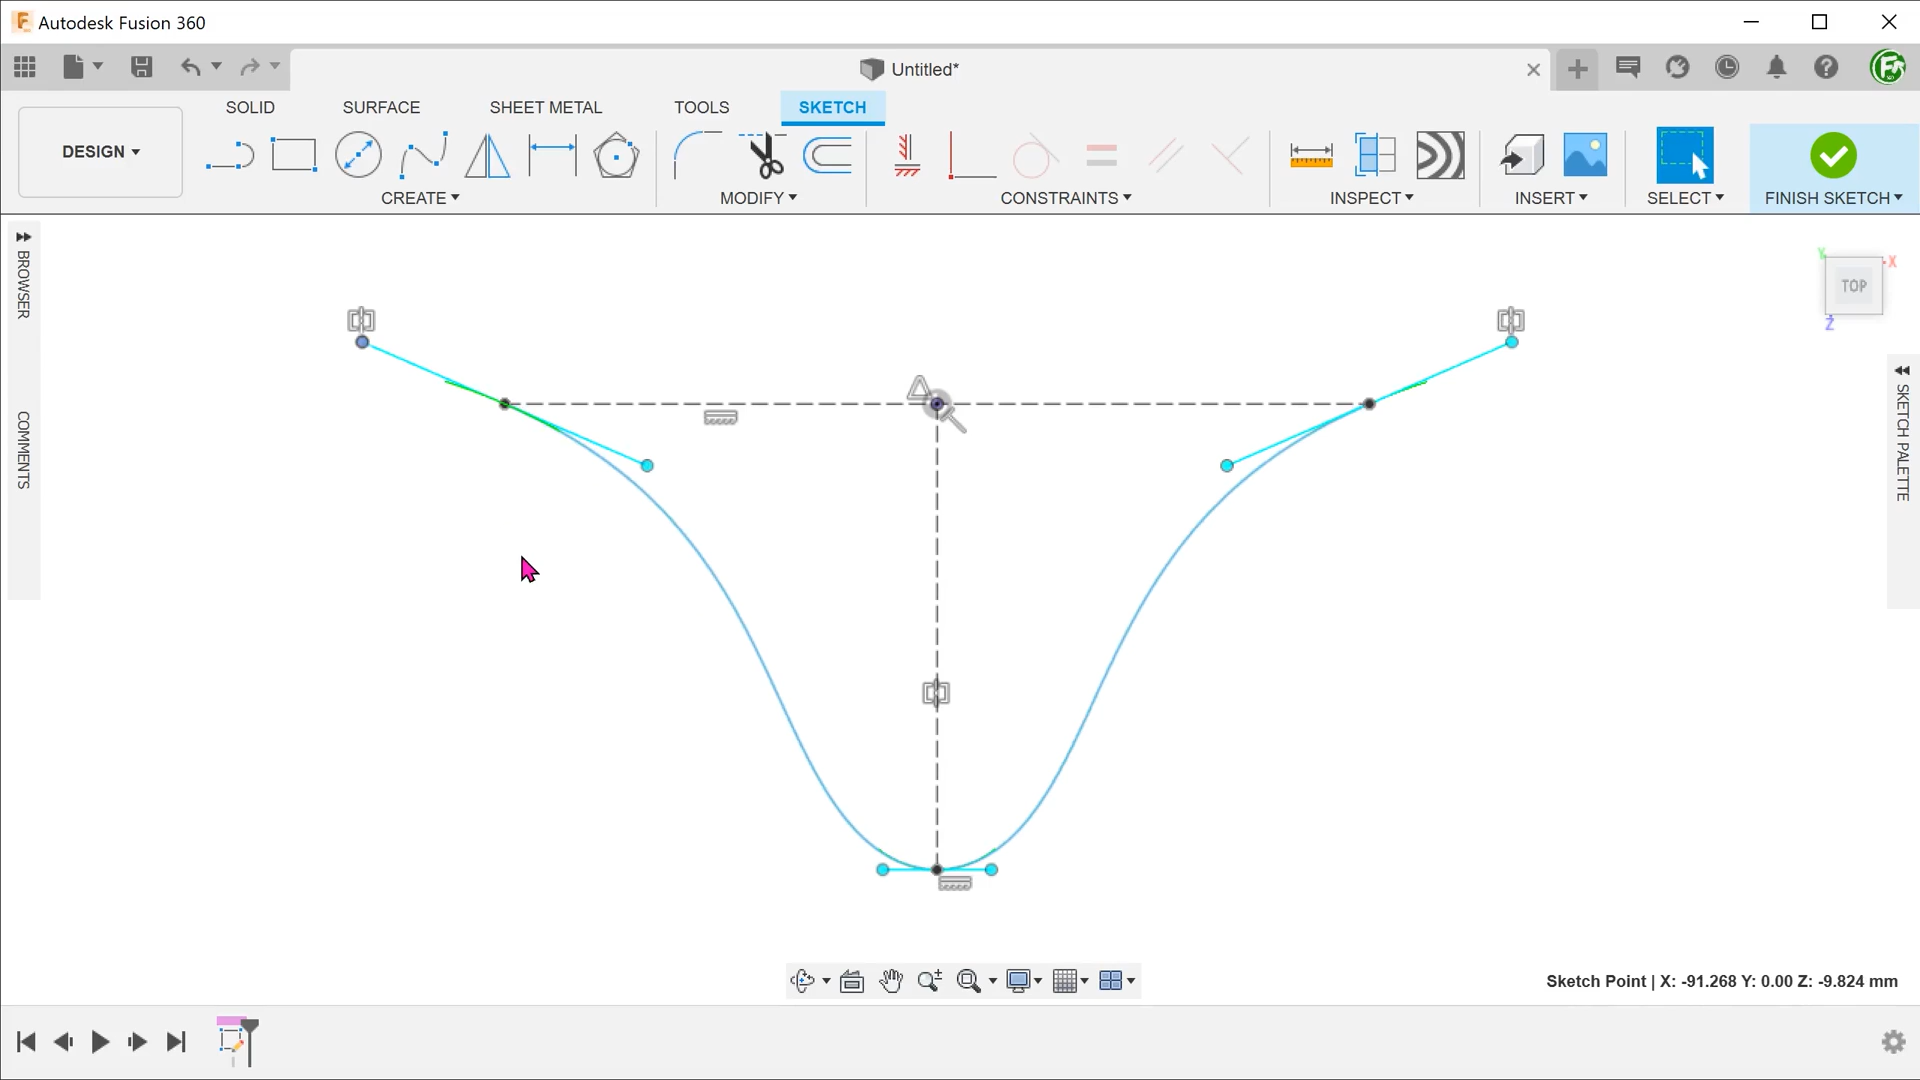 Autodesk Fusion 360
Untitled*
SOLID
SURFACE
SHEET METAL
TOOLS
SKETCH
DESIGN
CREATE
MODIFY
CONSTRAINTS
INSPECT
INSERT
SELECT
FINISH SKETCH
BROWSER
COMMENTS
Y
X
TOP
Z
SKETCH PALETTE
Sketch Point | X: -91.268 Y: 0.00 Z: -9.824 mm